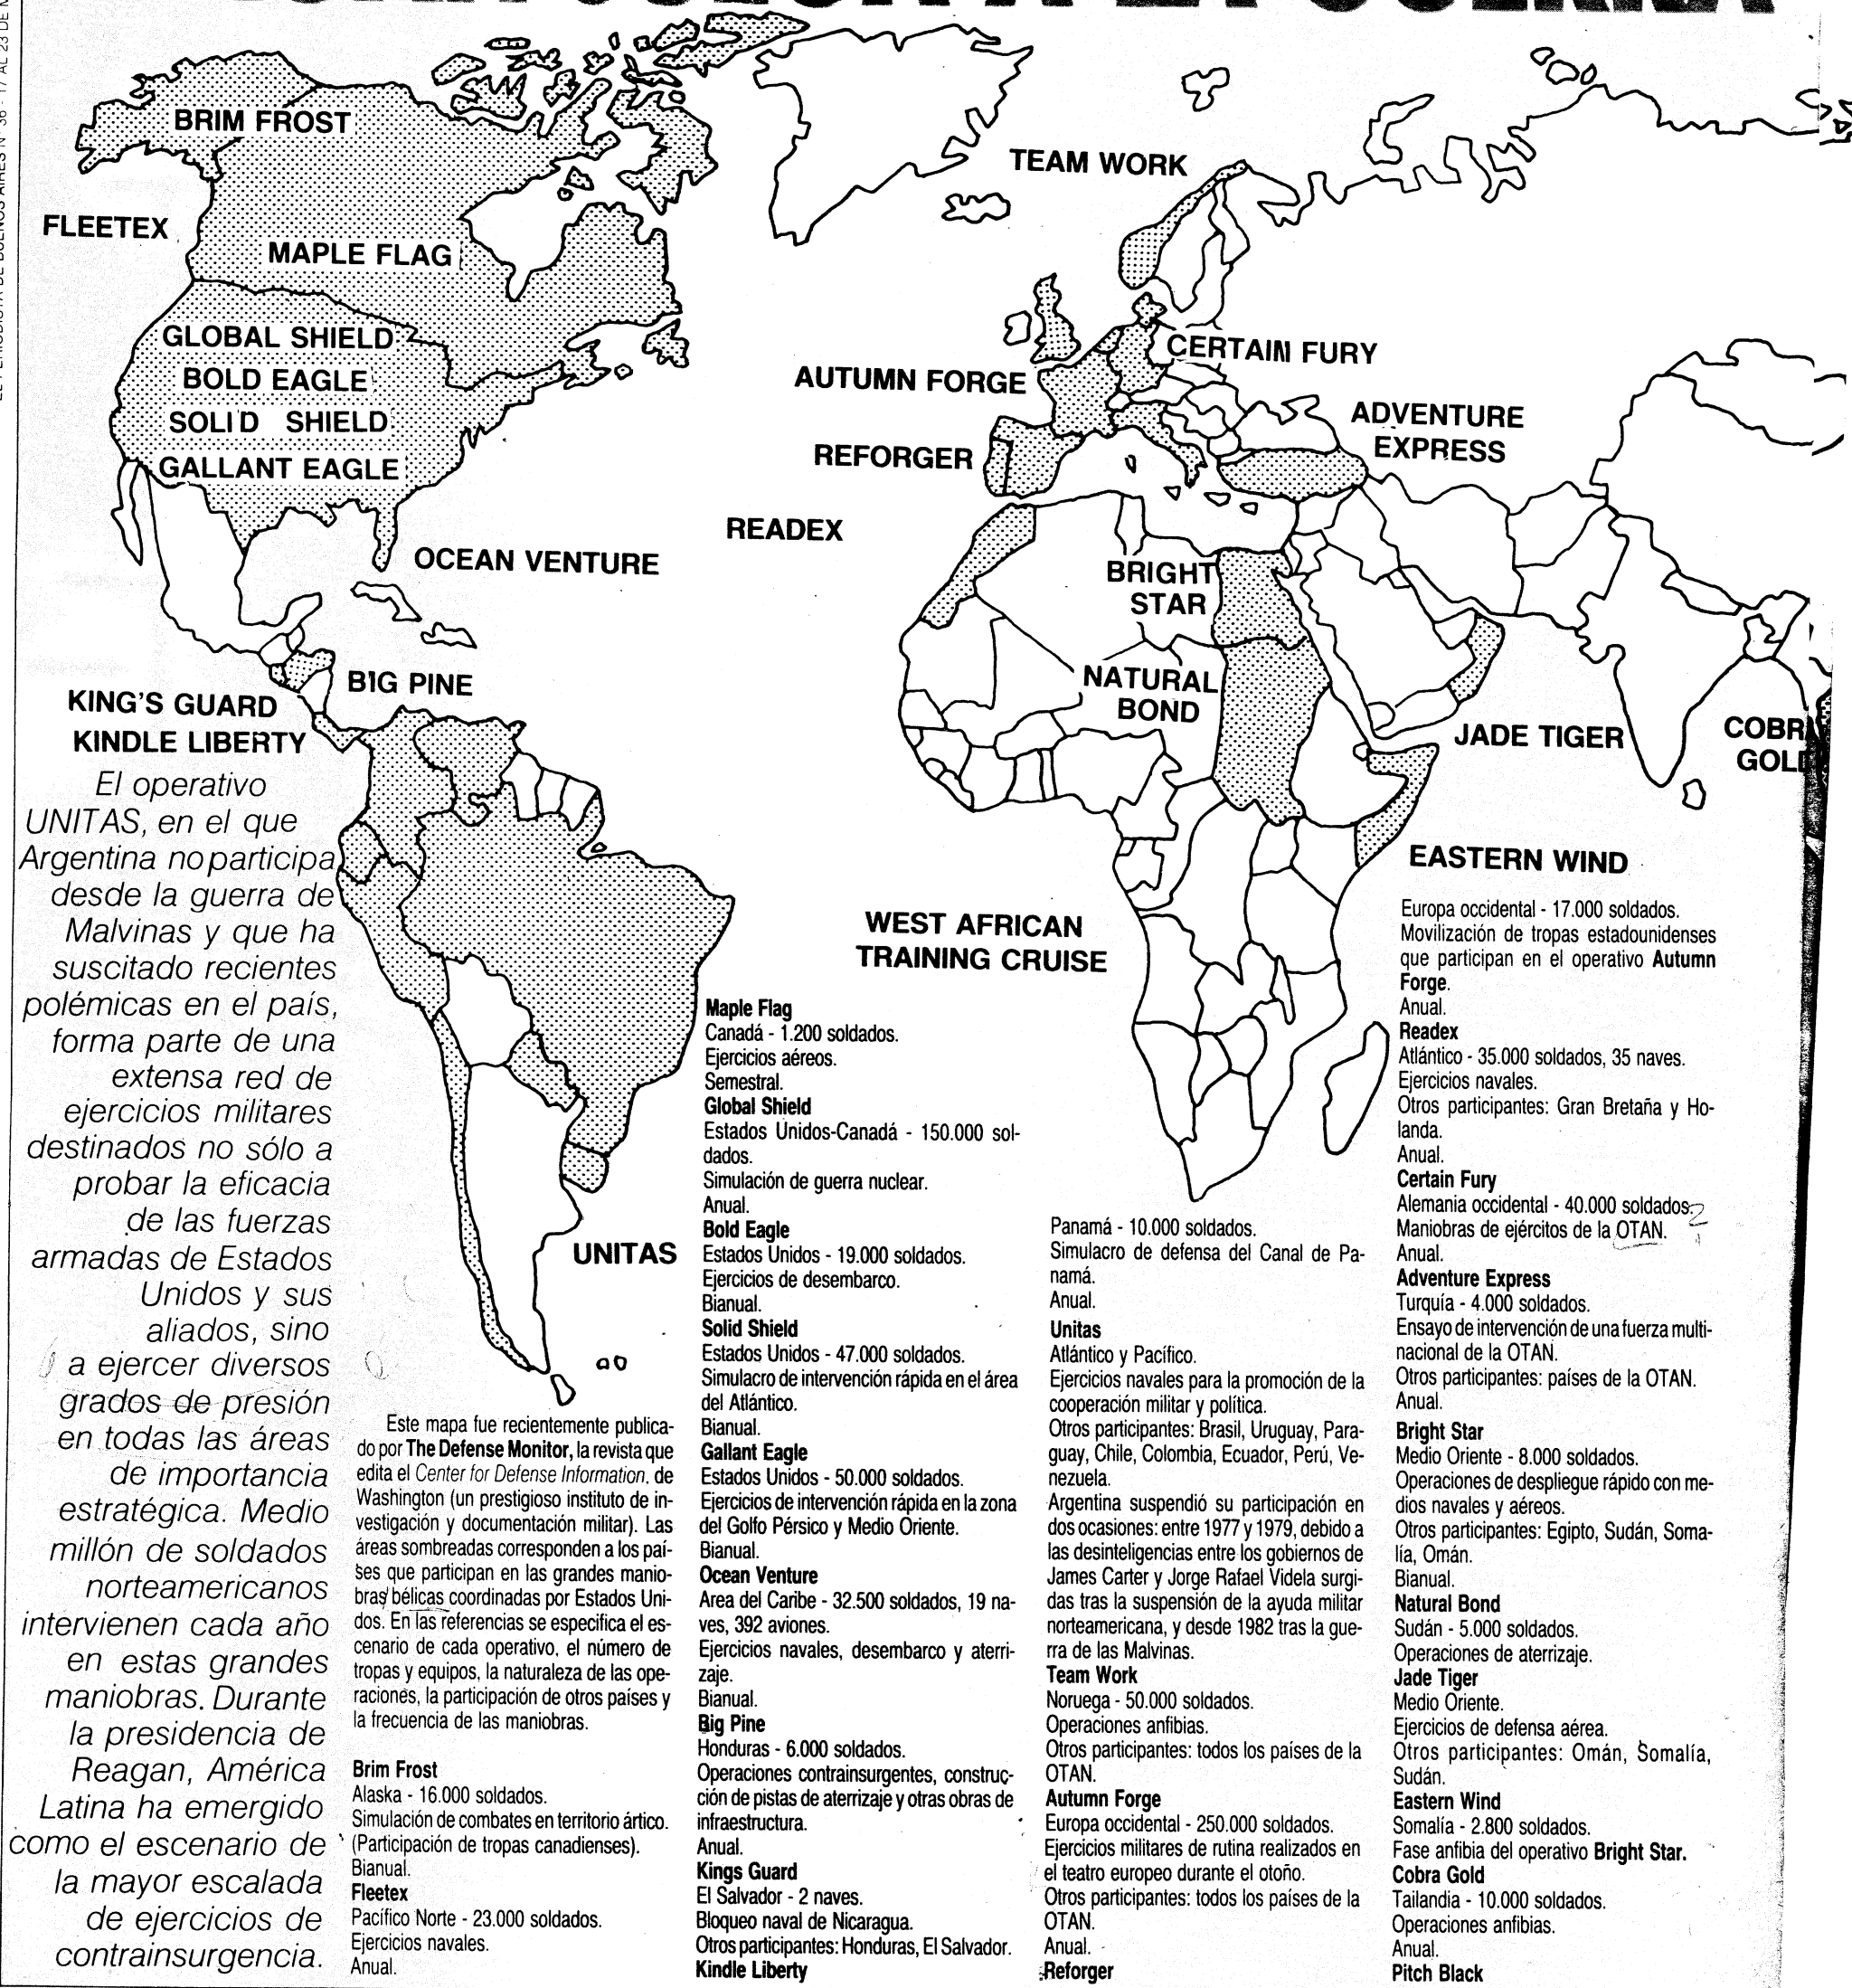 BRIM FROST
FLEETEX
MAPLE FLAG
GLOBAL SHIELD
BOLD EAGLE
SOLID SHIELD
GALLANT EAGLE
OCEAN VENTURE
BIG PINE
KING'S GUARD
KINDLE LIBERTY
UNITAS
TEAM WORK
CERTAIN FURY
AUTUMN FORGE
REFORGER
READEX
ADVENTURE
EXPRESS
BRIGHT
STAR
NATURAL
BOND
JADE TIGER
COBRA
GOLD
EASTERN WIND
WEST AFRICAN
TRAINING CRUISE
El operativo
UNITAS, en el que
Argentina no participa
desde la guerra de
Malvinas y que ha
suscitado recientes
polémicas en el país,
forma parte de una
extensa red de
ejercicios militares
destinados no sólo a
probar la eficacia
de las fuerzas
armadas de Estados
Unidos y sus
aliados, sino
a ejercer diversos
grados de presión
en todas las áreas
de importancia
estratégica. Medio
millón de soldados
norteamericanos
intervienen cada año
en estas grandes
maniobras. Durante
la presidencia de
Reagan, América
Latina ha emergido
como el escenario de
la mayor escalada
de ejercicios de
contrainsurgencia.
Este mapa fue recientemente publica-
do por The Defense Monitor, la revista que
edita el Center for Defense Information, de
Washington (un prestigioso instituto de in-
vestigación y documentación militar). Las
áreas sombreadas corresponden a los paí-
ses que participan en las grandes manio-
bras bélicas coordinadas por Estados Uni-
dos. En las referencias se especifica el es-
cenario de cada operativo, el número de
tropas y equipos, la naturaleza de las ope-
raciones, la participación de otros países y
la frecuencia de las maniobras.
Brim Frost
Alaska - 16.000 soldados.
Simulación de combates en territorio ártico.
(Participación de tropas canadienses).
Bianual.
Fleetex
Pacífico Norte - 23.000 soldados.
Ejercicios navales.
Anual.
Maple Flag
Canadá - 1.200 soldados.
Ejercicios aéreos.
Semestral.
Global Shield
Estados Unidos-Canadá - 150.000 sol-
dados.
Simulación de guerra nuclear.
Anual.
Bold Eagle
Estados Unidos - 19.000 soldados.
Ejercicios de desembarco.
Bianual.
Solid Shield
Estados Unidos - 47.000 soldados.
Simulacro de intervención rápida en el área
del Atlántico.
Bianual.
Gallant Eagle
Estados Unidos - 50.000 soldados.
Ejercicios de intervención rápida en la zona
del Golfo Pérsico y Medio Oriente.
Bianual.
Ocean Venture
Area del Caribe - 32.500 soldados, 19 na-
ves, 392 aviones.
Ejercicios navales, desembarco y aterri-
zaje.
Bianual.
Big Pine
Honduras - 6.000 soldados.
Operaciones contrainsurgentes, construc-
ción de pistas de aterrizaje y otras obras de
infraestructura.
Anual.
Kings Guard
El Salvador - 2 naves.
Bloqueo naval de Nicaragua.
Otros participantes: Honduras, El Salvador.
Kindle Liberty
Panamá - 10.000 soldados.
Simulacro de defensa del Canal de Pa-
namá.
Anual.
Unitas
Atlántico y Pacífico.
Ejercicios navales para la promoción de la
cooperación militar y política.
Otros participantes: Brasil, Uruguay, Para-
guay, Chile, Colombia, Ecuador, Perú, Ve-
nezuela.
Argentina suspendió su participación en
dos ocasiones: entre 1977 y 1979, debido a
las desinteligencias entre los gobiernos de
James Carter y Jorge Rafael Videla surgi-
das tras la suspensión de la ayuda militar
norteamericana, y desde 1982 tras la gue-
rra de las Malvinas.
Team Work
Noruega - 50.000 soldados.
Operaciones anfibias.
Otros participantes: todos los países de la
OTAN.
Autumn Forge
Europa occidental - 250.000 soldados.
Ejercicios militares de rutina realizados en
el teatro europeo durante el otoño.
Otros participantes: todos los países de la
OTAN.
Anual.
Reforger
Europa occidental - 17.000 soldados.
Movilización de tropas estadounidenses
que participan en el operativo Autumn
Forge.
Anual.
Readex
Atlántico - 35.000 soldados, 35 naves.
Ejercicios navales.
Otros participantes: Gran Bretaña y Ho-
landa.
Anual.
Certain Fury
Alemania occidental - 40.000 soldados.
Maniobras de ejércitos de la OTAN.
Anual.
Adventure Express
Turquía - 4.000 soldados.
Ensayo de intervención de una fuerza multi-
nacional de la OTAN.
Otros participantes: países de la OTAN.
Anual.
Bright Star
Medio Oriente - 8.000 soldados.
Operaciones de despliegue rápido con me-
dios navales y aéreos.
Otros participantes: Egipto, Sudán, Soma-
lía, Omán.
Bianual.
Natural Bond
Sudán - 5.000 soldados.
Operaciones de aterrizaje.
Jade Tiger
Medio Oriente.
Ejercicios de defensa aérea.
Otros participantes: Omán, Somalía,
Sudán.
Eastern Wind
Somalía - 2.800 soldados.
Fase anfibia del operativo Bright Star.
Cobra Gold
Tailandia - 10.000 soldados.
Operaciones anfibias.
Anual.
Pitch Black